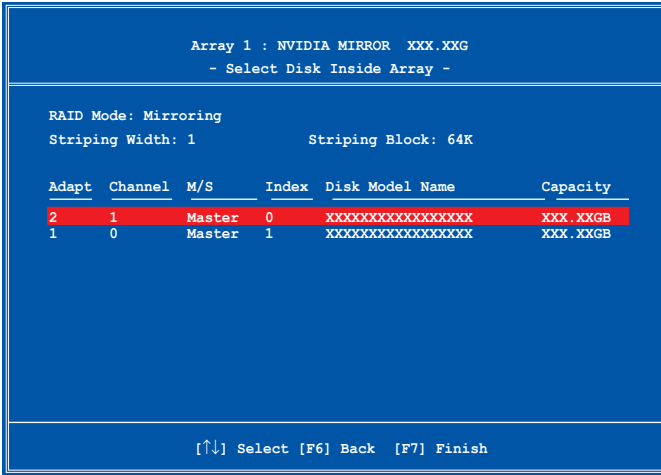 Array 1 : NVIDIA MIRROR XXX.XXG
- Select Disk Inside Array -
RAID Mode: Mirroring
Striping Width: 1 Striping Block: 64K
Adapt Channel M/S Index Disk Model Name Capacity
2 1 Master 0 XXXXXXXXXXXXXXXXX XXX.XXGB
1 0 Master 1 XXXXXXXXXXXXXXXXX XXX.XXGB
[↑↓] Select [F6] Back [F7] Finish